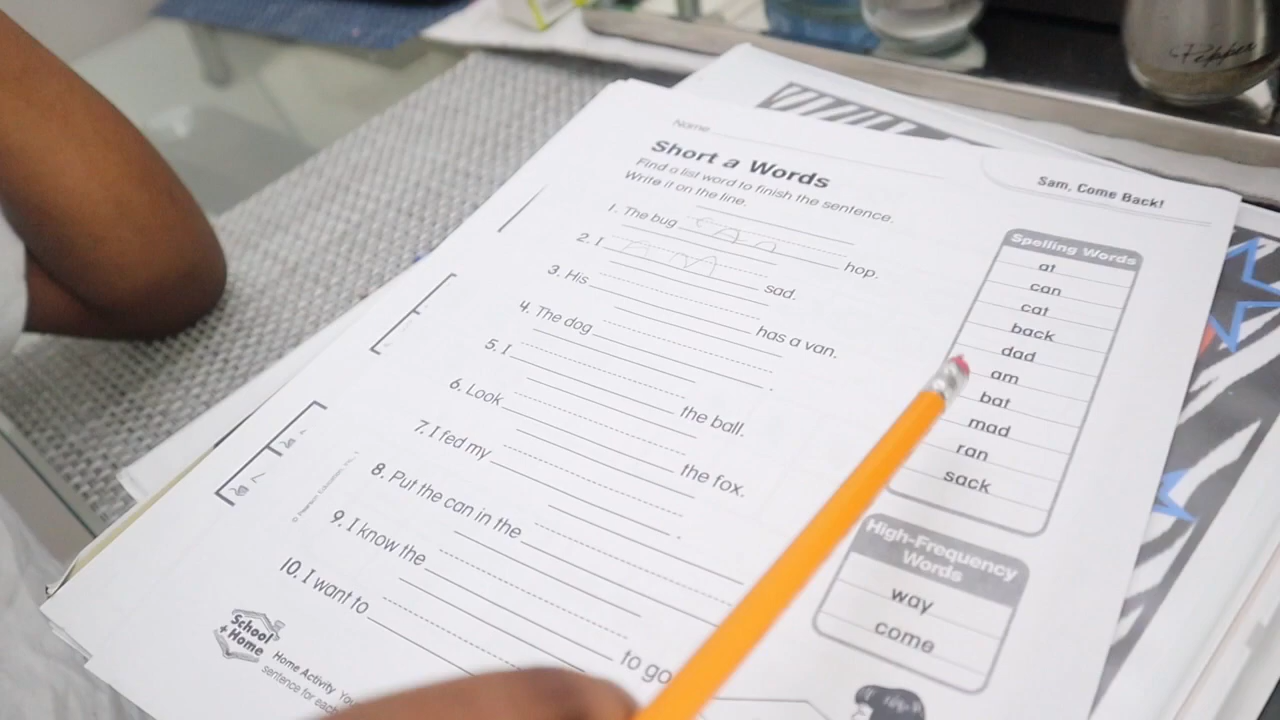 Pepper
Name
Sam, Come Back!
Short a Words
Find a list word to finish the sentence.
Write it on the line.
1. The bug can hop.
2. I am sad.
3. His has a van.
4. The dog .
5. I the ball.
6. Look the fox.
7. I fed my .
8. Put the can in the
9. I know the
10. I want to to go
Spelling Words
at
can
cat
back
dad
am
bat
mad
ran
sack
High-Frequency
Words
way
come
School
+ Home
Home Activity You
sentence for each